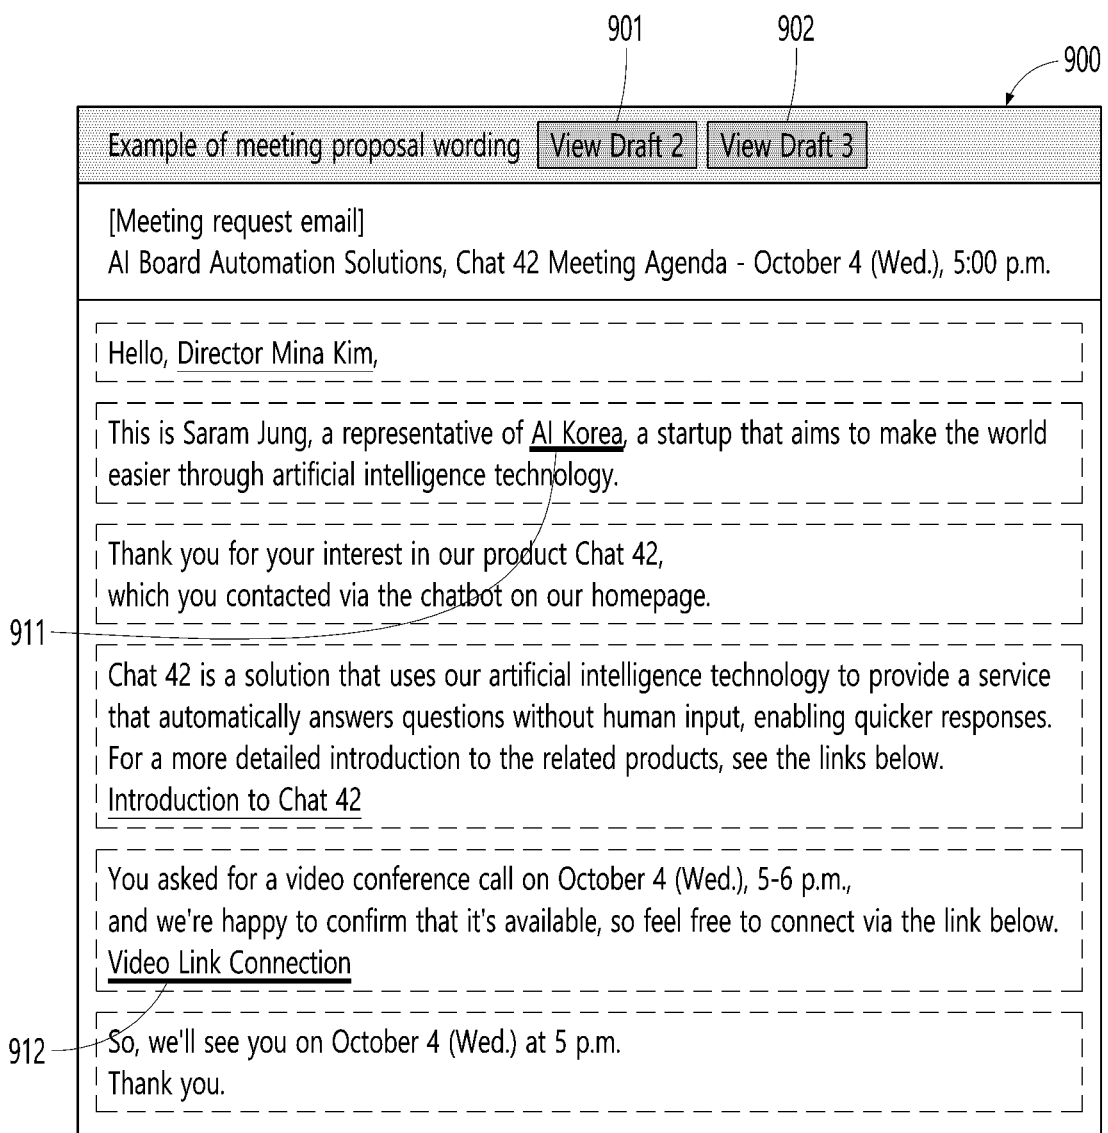 901
902
900
Example of meeting proposal wording View Draft 2 View Draft 3
[Meeting request email]
AI Board Automation Solutions, Chat 42 Meeting Agenda - October 4 (Wed.), 5:00 p.m.
Hello, Director Mina Kim,
This is Saram Jung, a representative of AI Korea, a startup that aims to make the world
easier through artificial intelligence technology.
Thank you for your interest in our product Chat 42,
which you contacted via the chatbot on our homepage.
911
Chat 42 is a solution that uses our artificial intelligence technology to provide a service
that automatically answers questions without human input, enabling quicker responses.
For a more detailed introduction to the related products, see the links below.
Introduction to Chat 42
You asked for a video conference call on October 4 (Wed.), 5-6 p.m.,
and we're happy to confirm that it's available, so feel free to connect via the link below.
Video Link Connection
912
So, we'll see you on October 4 (Wed.) at 5 p.m.
Thank you.